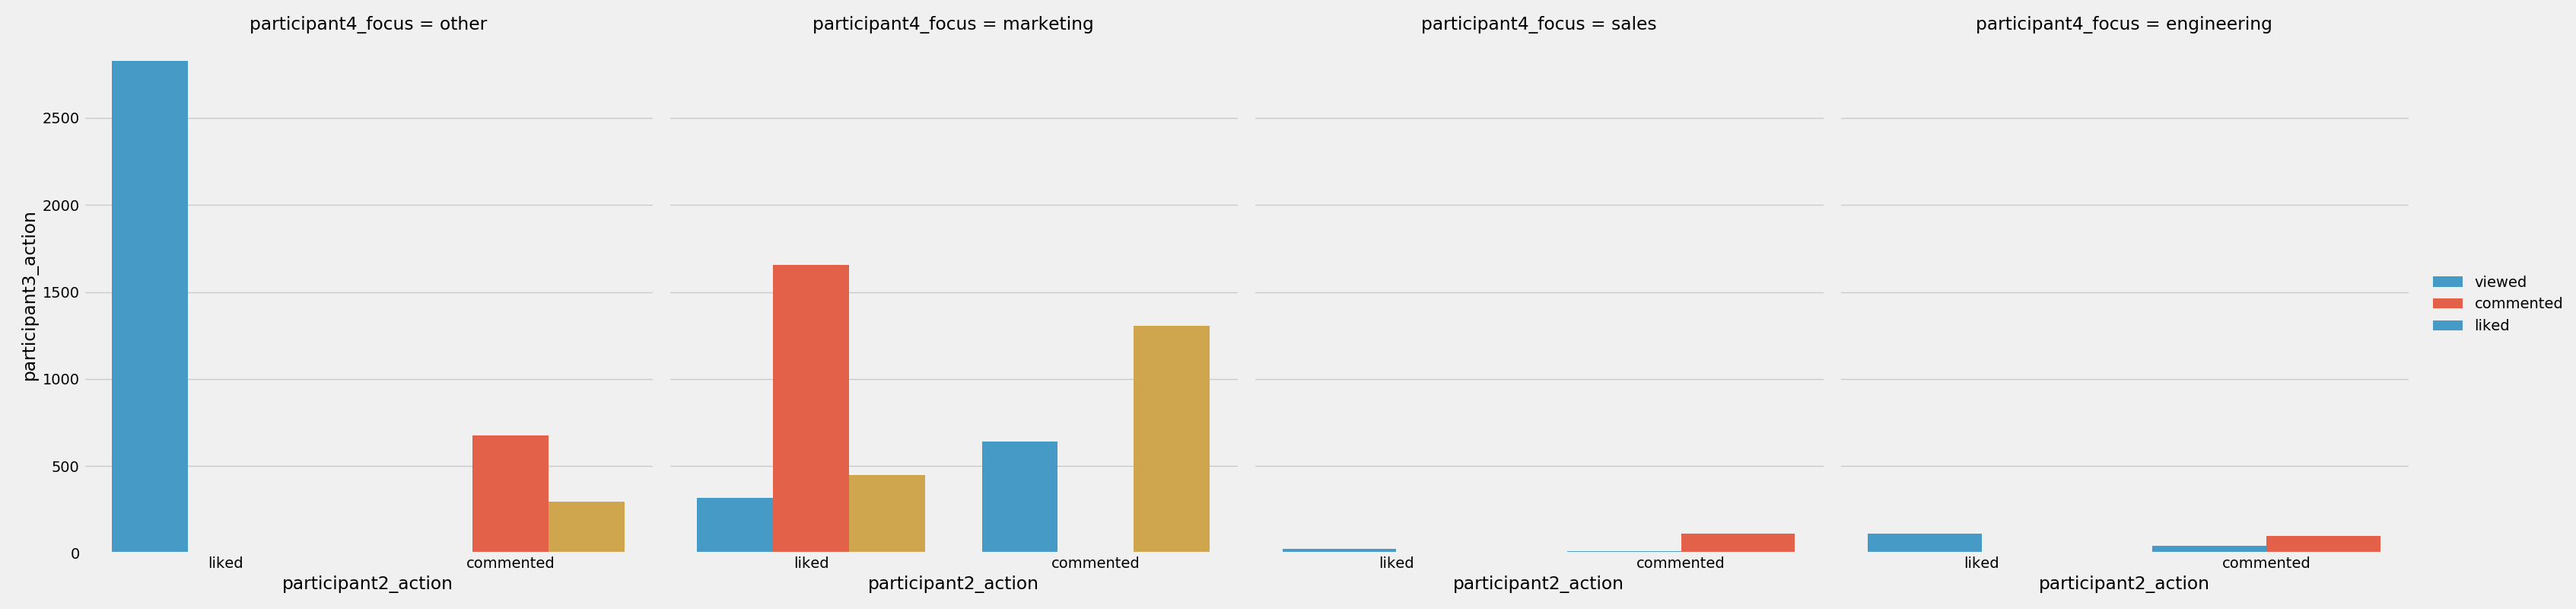 participant4_focus = other
participant4_focus = marketing
participant4_focus = sales
participant4_focus = engineering
participant3_action
2500
2000
1500
1000
500
0
liked
commented
participant2_action
liked
commented
participant2_action
liked
commented
participant2_action
liked
commented
participant2_action
viewed
commented
liked